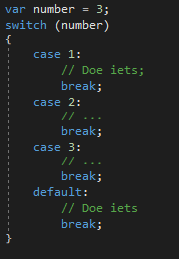 var number = 3;
switch (number)
{
    case 1:
        // Doe iets;
        break;
    case 2:
        // ...
        break;
    case 3:
        // ...
        break;
    default:
        // Doe iets
        break;
}